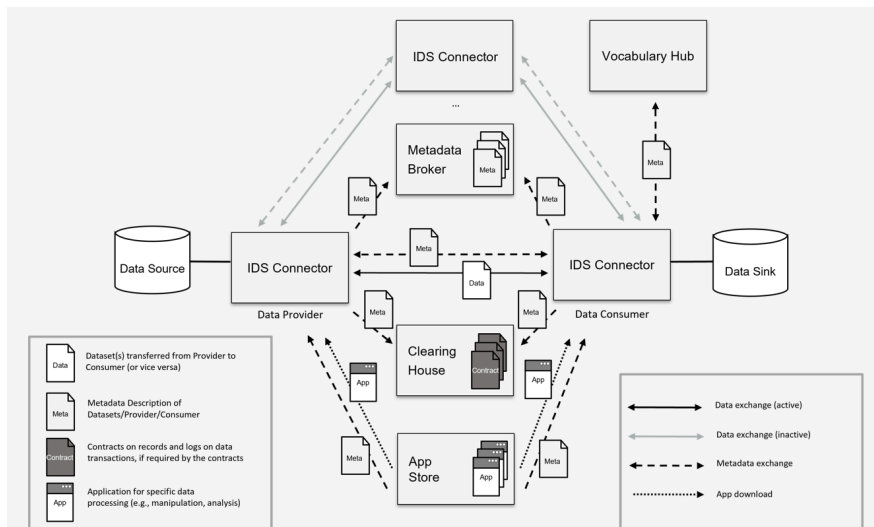 IDS Connector
Vocabulary Hub
...
Metadata
Broker
Meta
Meta
Meta
Meta
Data Source
IDS Connector
Meta
Data
IDS Connector
Data Sink
Data Provider
Data Consumer
Meta
Meta
Clearing
House
Contract
App
App
App
Store
App
Meta
Meta
Data
Dataset(s) transferred from Provider to
Consumer (or vice versa)
Meta
Metadata Description of
Datasets/Provider/Consumer
Contract
Contracts on records and logs on data
transactions, if required by the contracts
App
Application for specific data
processing (e.g., manipulation, analysis)
Data exchange (active)
Data exchange (inactive)
Metadata exchange
App download